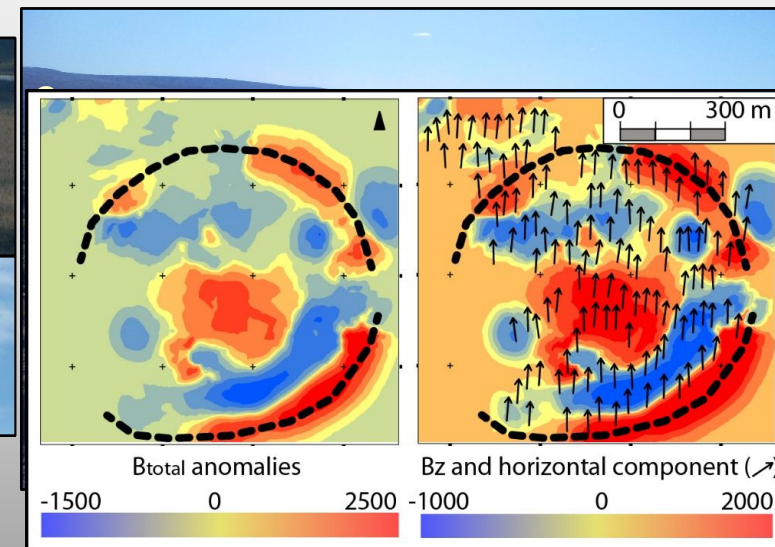 0 300 m
Btotal anomalies
Bz and horizontal component (↗)
-1500 0 2500
-1000 0 2000